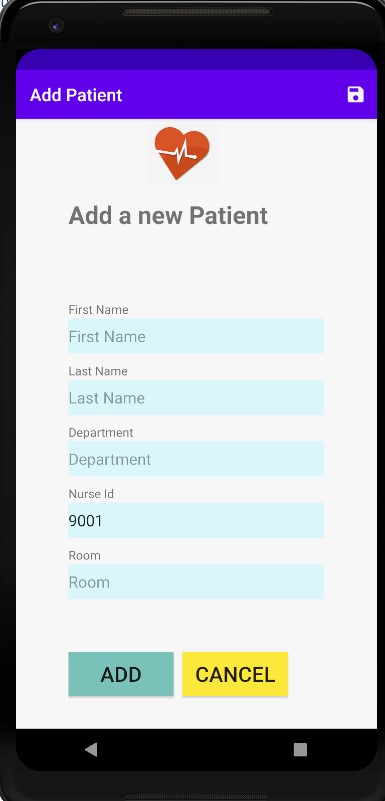 Add Patient
Add a new Patient
First Name
First Name
Last Name
Last Name
Department
Department
Nurse Id
9001
Room
Room
ADD CANCEL